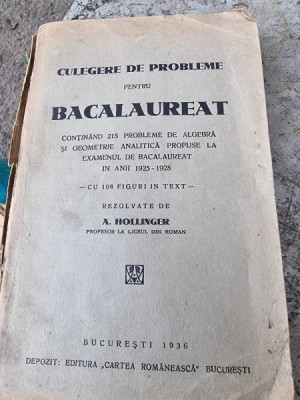 CULEGERE DE PROBLEME
PENTRU
BACALAUREAT
CONȚINÂND 215 PROBLEME DE ALGEBRĂ
ȘI GEOMETRIE ANALITICĂ PROPUSE LA
EXAMENUL DE BACALAUREAT
IN ANII 1925-1928
— CU 108 FIGURI IN TEXT —
REZOLVATE DE
A. HOLLINGER
PROFESOR LA LICEUL DIN ROMAN
BUCUREȘTI 1936
DEPOZIT: EDITURA „CARTEA ROMÂNEASCĂ" BUCUREȘTI